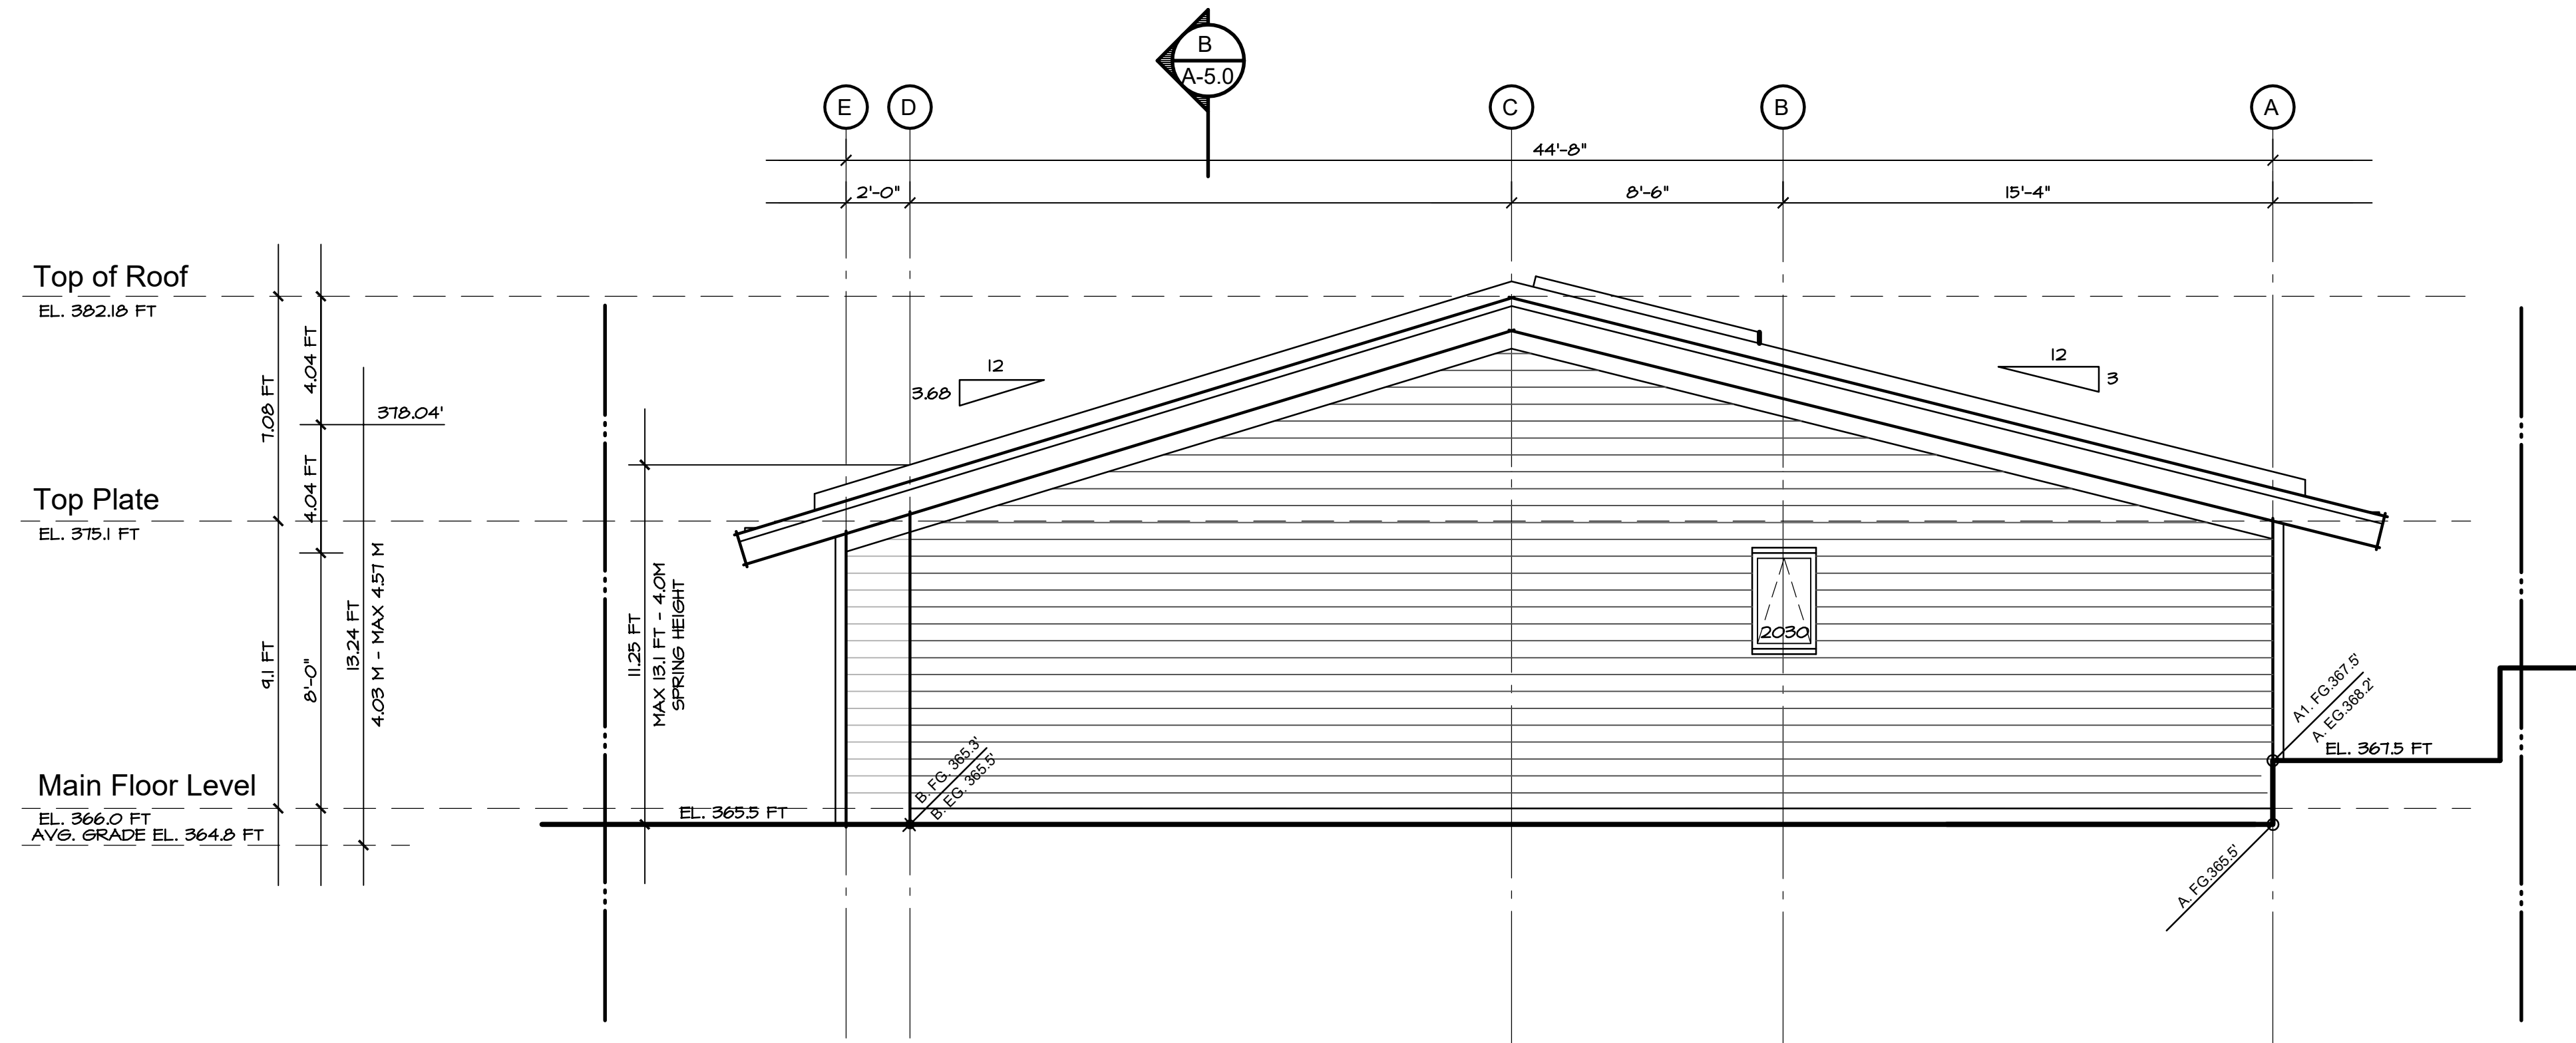 B
A-5.0
E
D
C
B
A
44'-8"
2'-0"
8'-6"
15'-4"
Top of Roof
EL. 382.18 FT
4.04 FT
7.08 FT
378.04'
12
3.68
12
3
Top Plate
EL. 375.1 FT
4.04 FT
9.1 FT
8'-0"
13.24 FT
4.03 M - MAX 4.57 M
11.25 FT
MAX 13.1 FT - 4.0M
SPRING HEIGHT
2030
A1. FG.367.5'
A. EG.368.2'
EL. 367.5 FT
B. FG. 365.3'
B. EG. 365.5'
Main Floor Level
EL. 366.0 FT
AVG. GRADE EL. 364.8 FT
EL. 365.5 FT
A. FG.365.5'